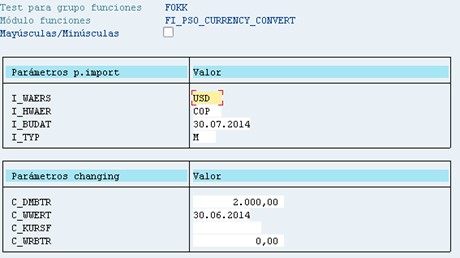 Test para grupo funciones FOKK
Módulo funciones FI_PSO_CURRENCY_CONVERT
Mayúsculas/Minúsculas
Parámetros p.import Valor
I_WAERS USD
I_HWAER COP
I_BUDAT 30.07.2014
I_TYP M
Parámetros changing Valor
C_DMBTR 2.000,00
C_WWERT 30.06.2014
C_KURSF
C_WRBTR 0,00